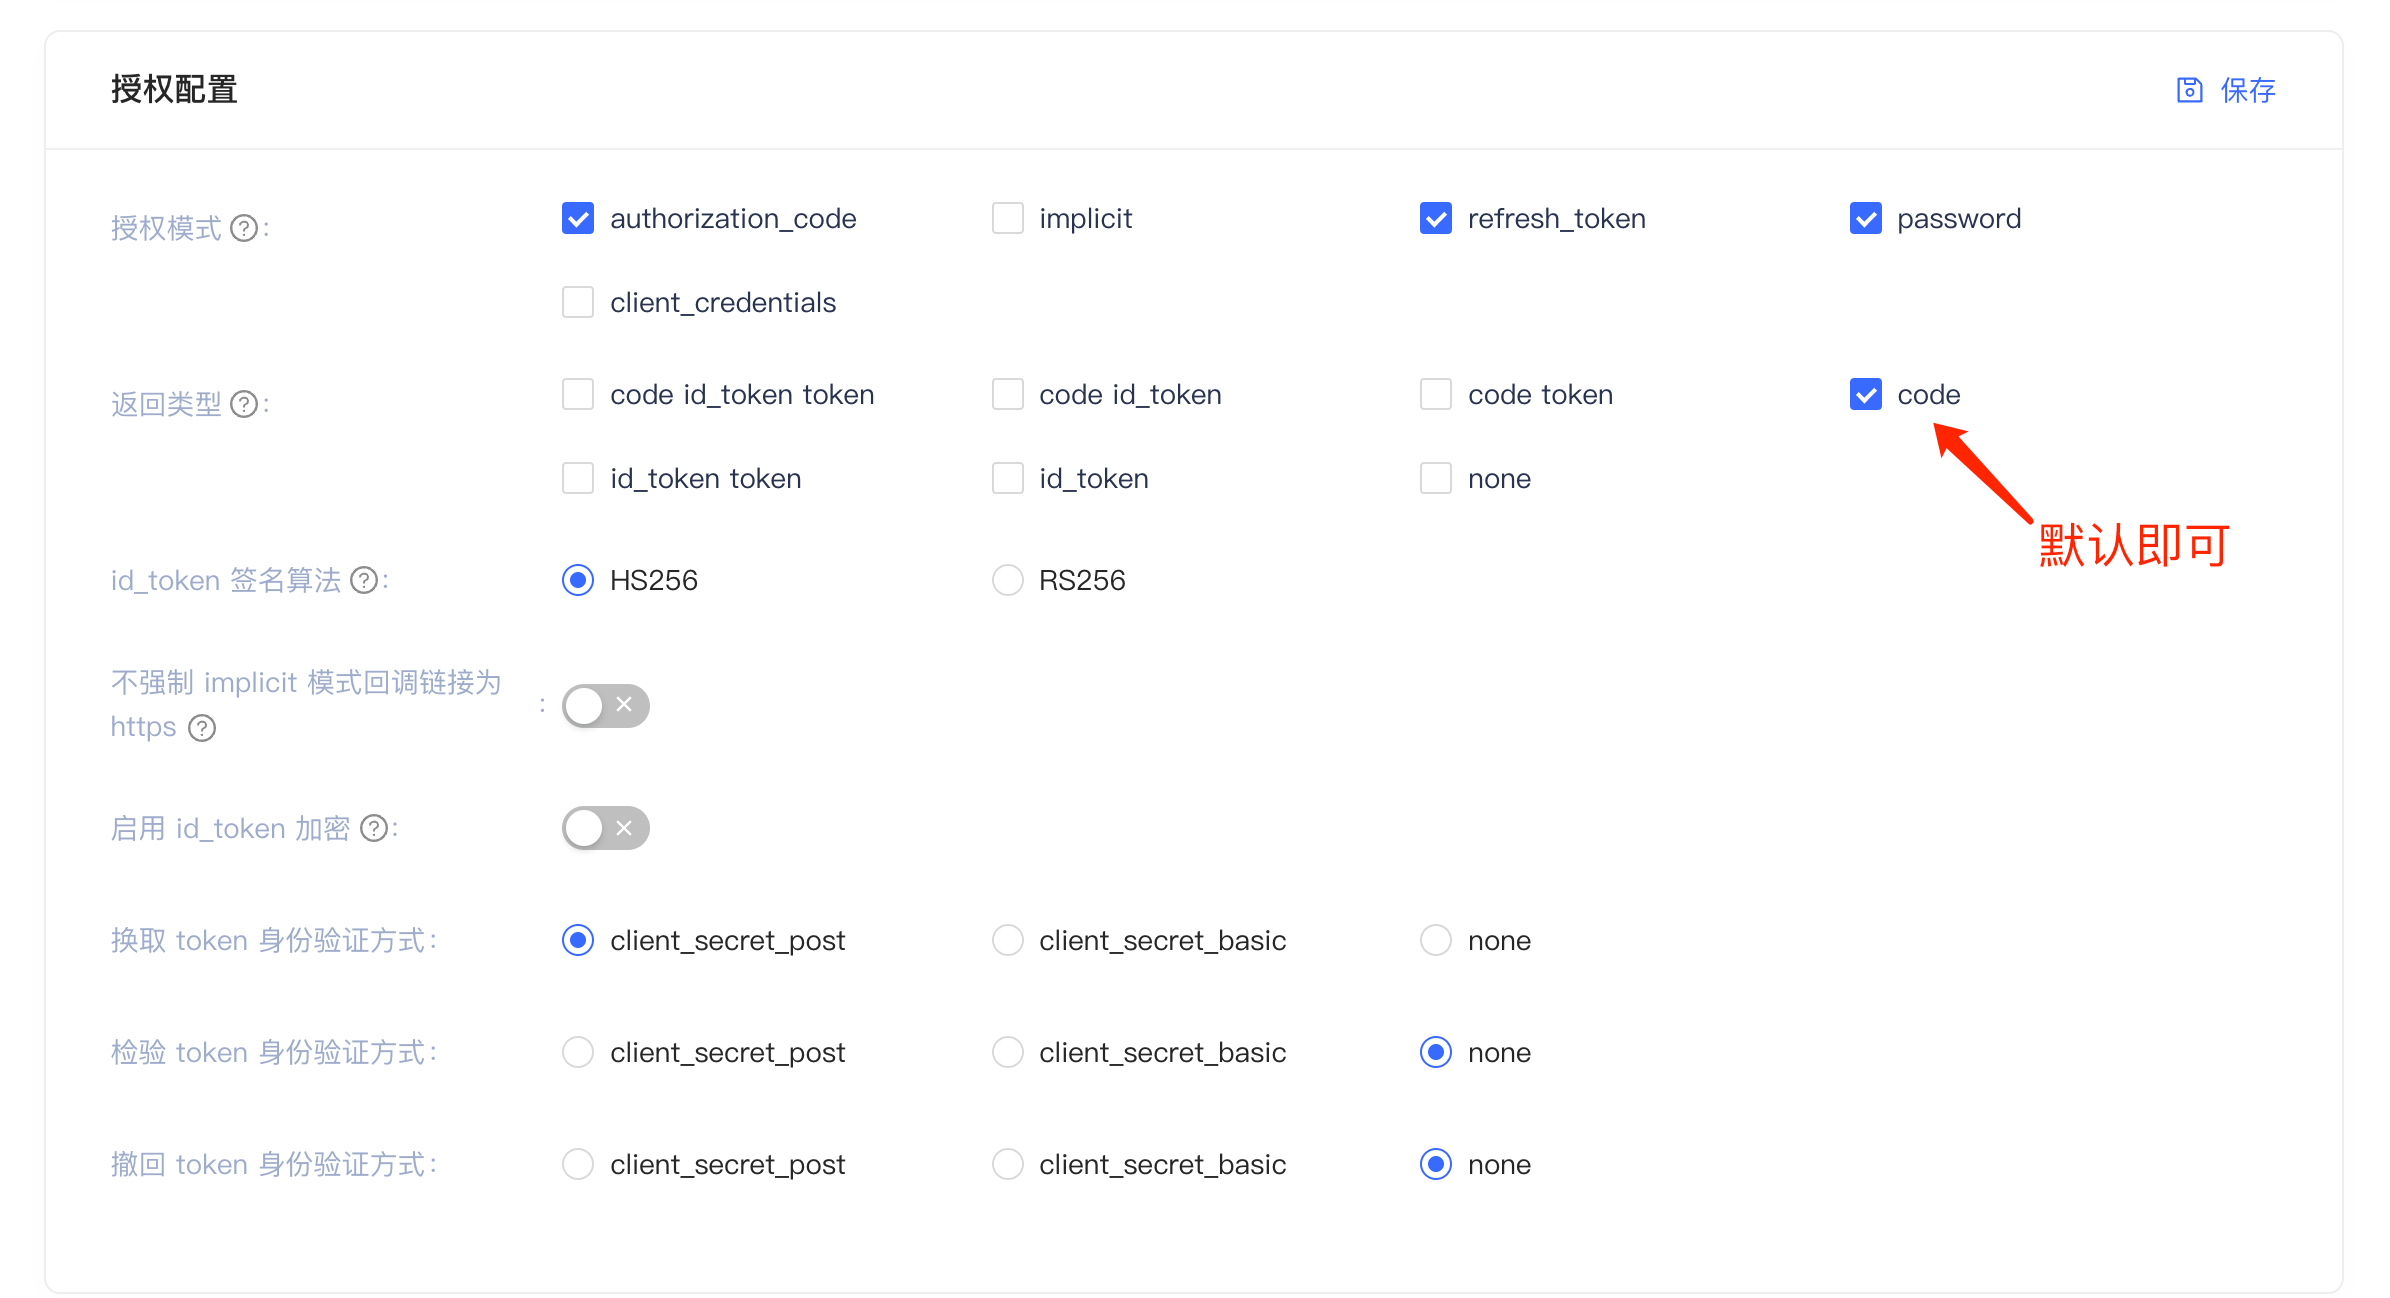 授权配置
保存
授权模式 ? :
authorization_code
implicit
refresh_token
password
client_credentials
返回类型 ? :
code id_token token
code id_token
code token
code
id_token token
id_token
none
默认即可
id_token 签名算法 ? :
HS256
RS256
不强制 implicit 模式回调链接为
https ? :
启用 id_token 加密 ? :
换取 token 身份验证方式 :
client_secret_post
client_secret_basic
none
检验 token 身份验证方式 :
client_secret_post
client_secret_basic
none
撤回 token 身份验证方式 :
client_secret_post
client_secret_basic
none